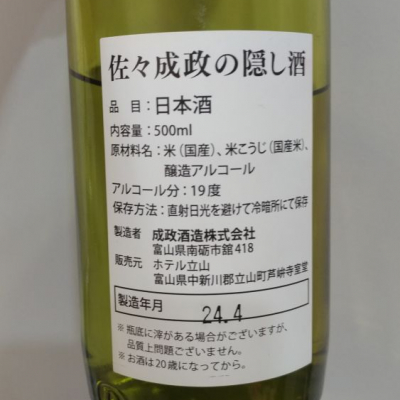 佐々成政の隠し酒
品 目：日本酒
内容量：500ml
原材料名：米（国産）、米こうじ（国産米）、
醸造アルコール
アルコール分：19度
保存方法：直射日光を避けて冷暗所にて保存
製造者 成政酒造株式会社
富山県南砺市舘418
販売元 ホテル立山
富山県中新川郡立山町芦峅寺室堂
製造年月 24.4
※ 瓶底に滓がある場合がございますが、
品質上問題ございません。
※ お酒は20歳になってから。